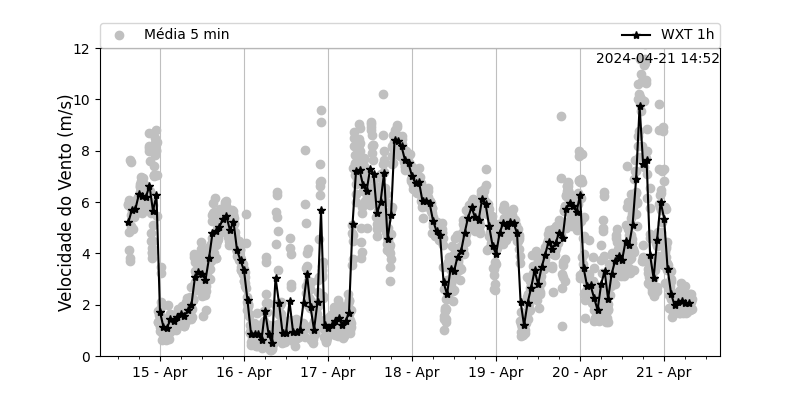 Média 5 min
WXT 1h
2024-04-21 14:52
Velocidade do Vento (m/s)
12
10
8
6
4
2
0
15 - Apr
16 - Apr
17 - Apr
18 - Apr
19 - Apr
20 - Apr
21 - Apr